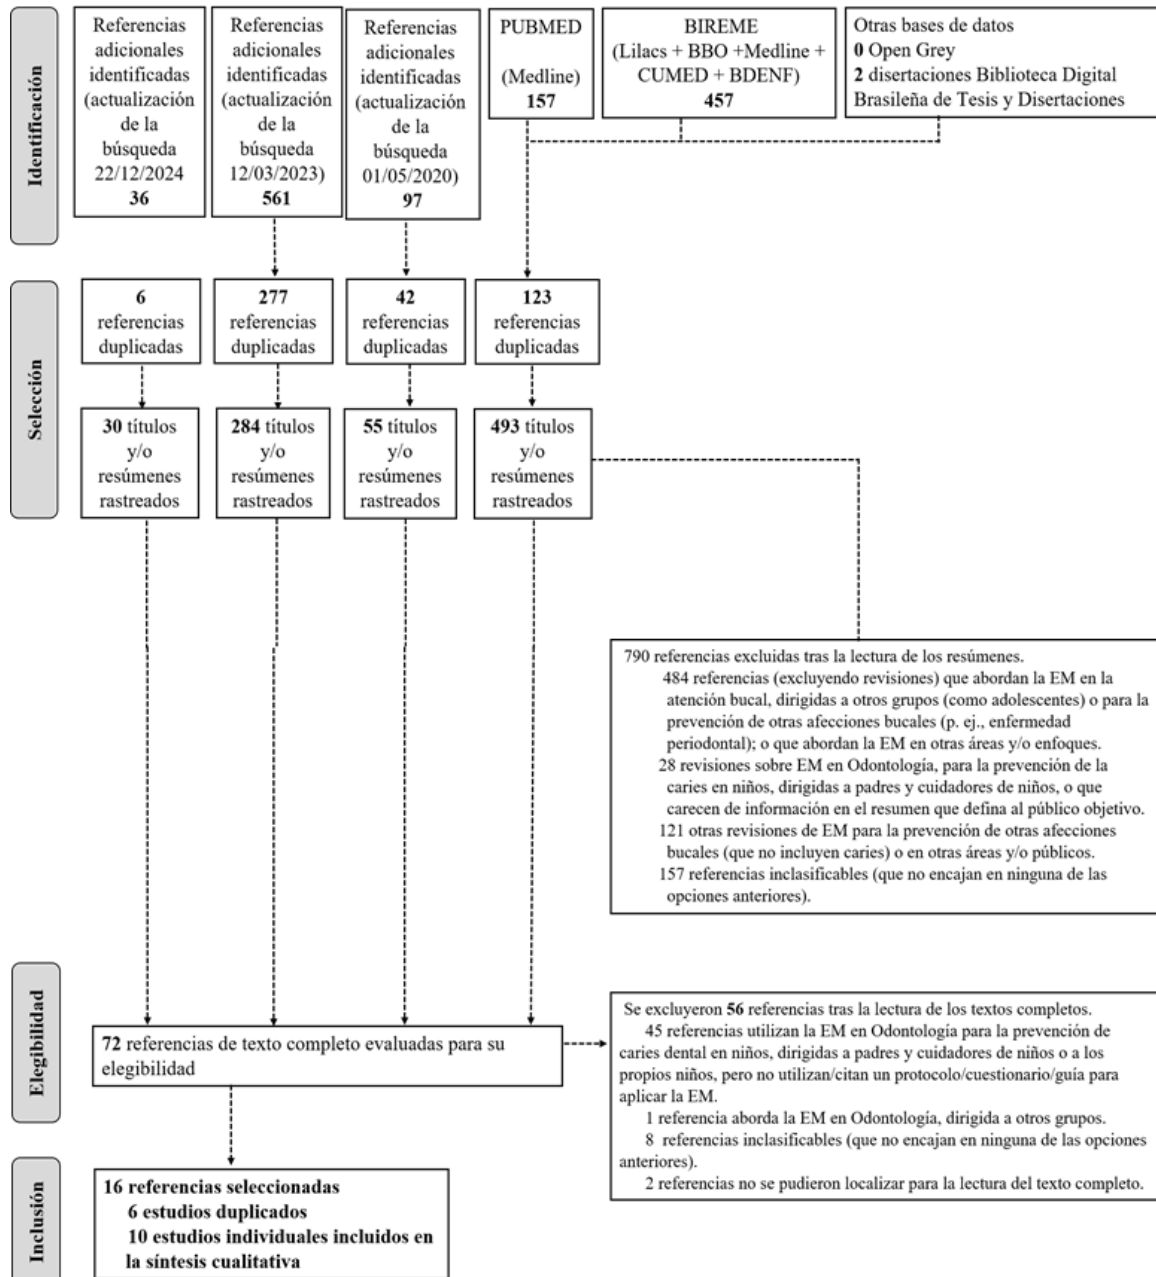 Identificación
Referencias
adicionales
identificadas
(actualización
de la
búsqueda
22/12/2024
36
Referencias
adicionales
identificadas
(actualización
de la
búsqueda
12/03/2023)
561
Referencias
adicionales
identificadas
(actualización
de la
búsqueda
01/05/2020)
97
PUBMED
(Medline)
157
BIREME
(Lilacs + BBO +Medline +
CUMED + BDENF)
457
Otras bases de datos
0 Open Grey
2 disertaciones Biblioteca Digital
Brasileña de Tesis y Disertaciones
Selección
6
referencias
duplicadas
277
referencias
duplicadas
42
referencias
duplicadas
123
referencias
duplicadas
30 títulos
y/o
resúmenes
rastreados
284 títulos
y/o
resúmenes
rastreados
55 títulos
y/o
resúmenes
rastreados
493 títulos
y/o
resúmenes
rastreados
790 referencias excluidas tras la lectura de los resúmenes.
484 referencias (excluyendo revisiones) que abordan la EM en la
atención bucal, dirigidas a otros grupos (como adolescentes) o para la
prevención de otras afecciones bucales (p. ej., enfermedad
periodontal); o que abordan la EM en otras áreas y/o enfoques.
28 revisiones sobre EM en Odontología, para la prevención de la
caries en niños, dirigidas a padres y cuidadores de niños, o que
carecen de información en el resumen que defina al público objetivo.
121 otras revisiones de EM para la prevención de otras afecciones
bucales (que no incluyen caries) o en otras áreas y/o públicos.
157 referencias inclasificables (que no encajan en ninguna de las
opciones anteriores).
Elegibilidad
72 referencias de texto completo evaluadas para su
elegibilidad
Se excluyeron 56 referencias tras la lectura de los textos completos.
45 referencias utilizan la EM en Odontología para la prevención de
caries dental en niños, dirigidas a padres y cuidadores de niños o a los
propios niños, pero no utilizan/citan un protocolo/cuestionario/guía para
aplicar la EM.
1 referencia aborda la EM en Odontología, dirigida a otros grupos.
8 referencias inclasificables (que no encajan en ninguna de las opciones
anteriores).
2 referencias no se pudieron localizar para la lectura del texto completo.
Inclusión
16 referencias seleccionadas
6 estudios duplicados
10 estudios individuales incluidos en
la síntesis cualitativa